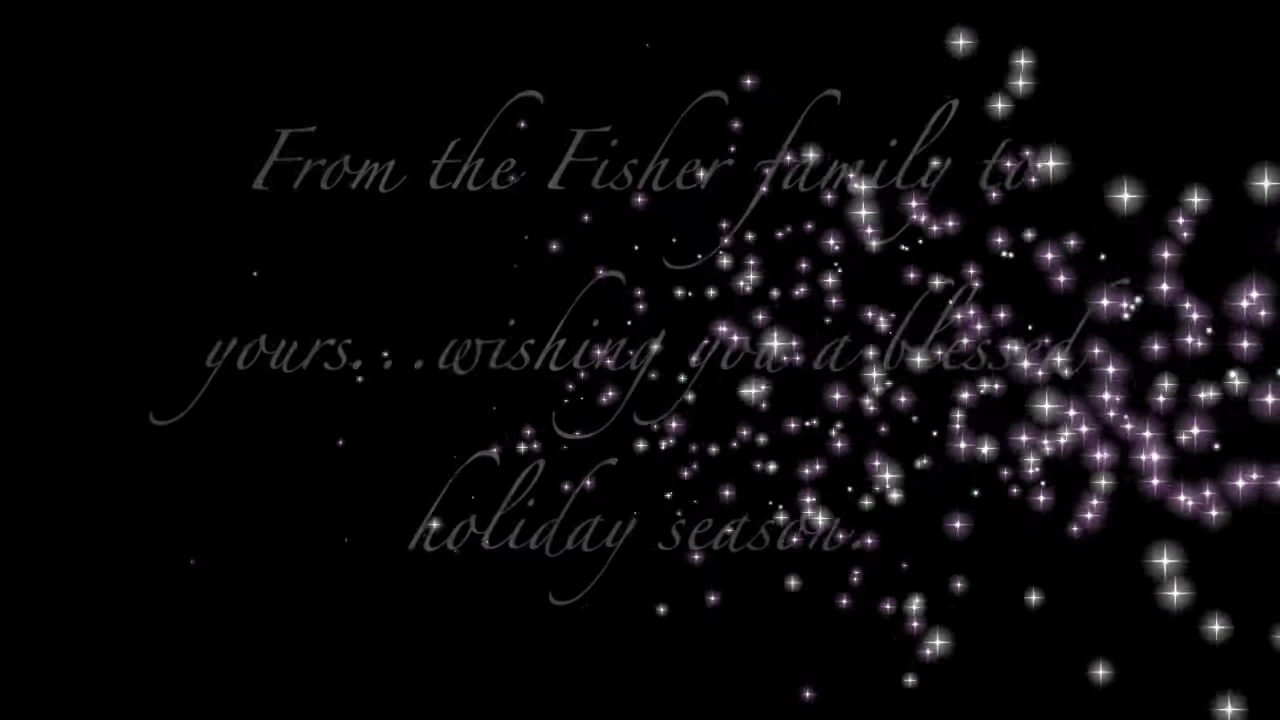 From the Fisher family to
yours...wishing you a blessed
holiday season.